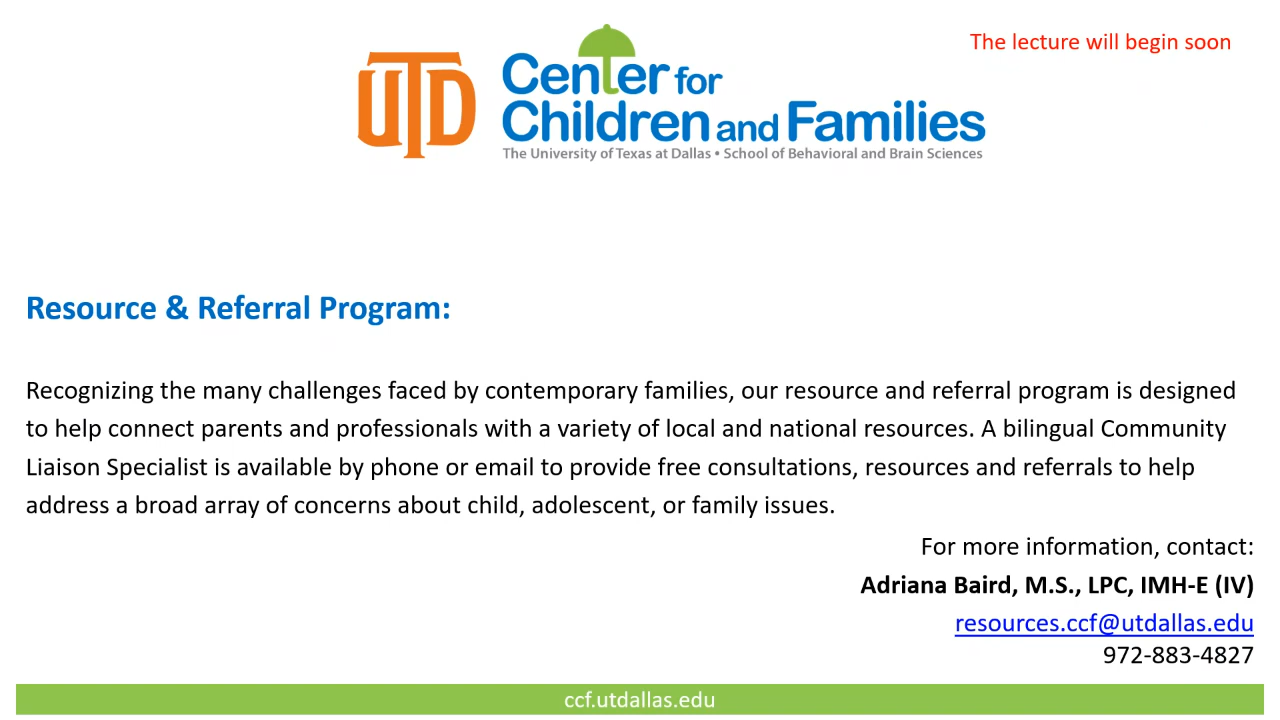 The lecture will begin soon
UTD
Center for
Children and Families
The University of Texas at Dallas • School of Behavioral and Brain Sciences
Resource & Referral Program:
Recognizing the many challenges faced by contemporary families, our resource and referral program is designed
to help connect parents and professionals with a variety of local and national resources. A bilingual Community
Liaison Specialist is available by phone or email to provide free consultations, resources and referrals to help
address a broad array of concerns about child, adolescent, or family issues.
For more information, contact:
Adriana Baird, M.S., LPC, IMH-E (IV)
resources.ccf@utdallas.edu
972-883-4827
ccf.utdallas.edu